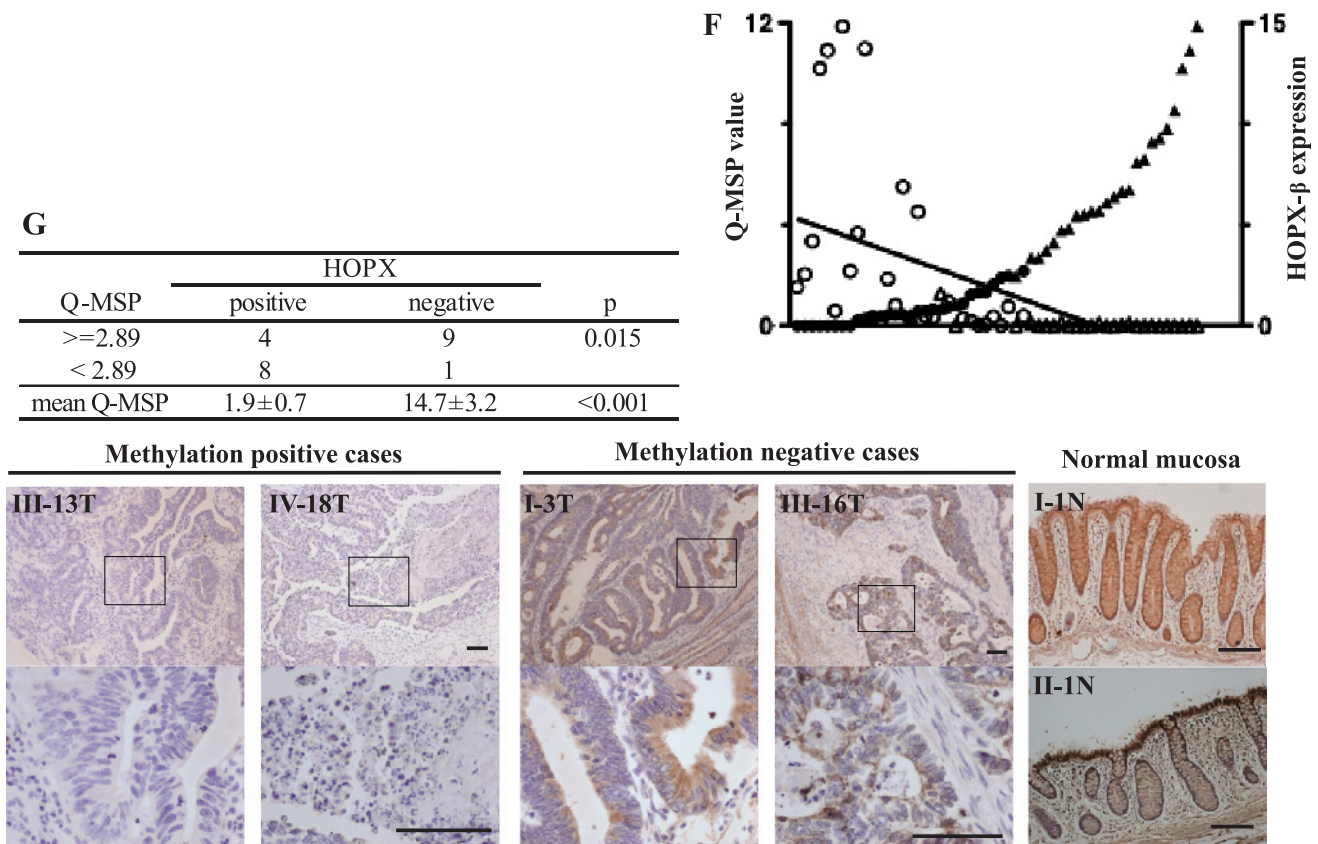 F
12
15
Q-MSP value
HOPX-β expression
0
0
G
HOPX
Q-MSP positive negative p
>=2.89 4 9 0.015
< 2.89 8 1
mean Q-MSP 1.9±0.7 14.7±3.2 <0.001
Methylation positive cases
Methylation negative cases
Normal mucosa
III-13T
IV-18T
I-3T
III-16T
I-1N
II-1N